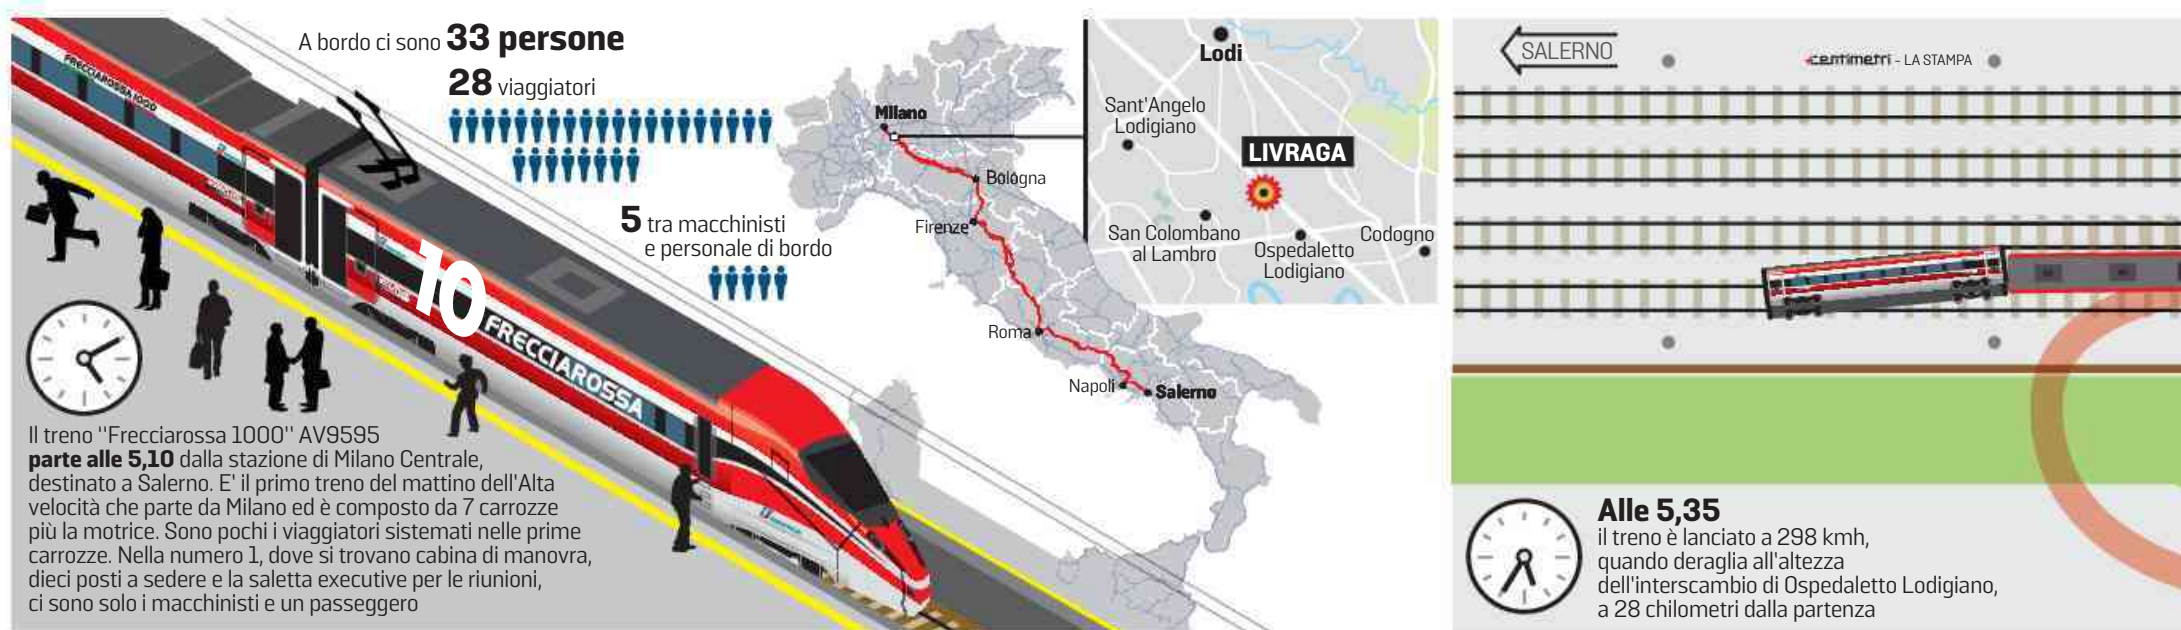 A bordo ci sono 33 persone
28 viaggiatori
5 tra macchinisti
e personale di bordo
FRECCIAROSSA 1000
10
FRECCIAROSSA
Il treno "Frecciarossa 1000" AV9595
parte alle 5,10 dalla stazione di Milano Centrale,
destinato a Salerno. E' il primo treno del mattino dell'Alta
velocità che parte da Milano ed è composto da 7 carrozze
più la motrice. Sono pochi i viaggiatori sistemati nelle prime
carrozze. Nella numero 1, dove si trovano cabina di manovra,
dieci posti a sedere e la saletta executive per le riunioni,
ci sono solo i macchinisti e un passeggero
Milano
Bologna
Firenze
Roma
Napoli
Salerno
Lodi
Sant'Angelo
Lodigiano
LIVRAGA
San Colombano
al Lambro
Ospedaletto
Lodigiano
Codogno
SALERNO
centimetri - LA STAMPA
Alle 5,35
il treno è lanciato a 298 kmh,
quando deraglia all'altezza
dell'interscambio di Ospedaletto Lodigiano,
a 28 chilometri dalla partenza